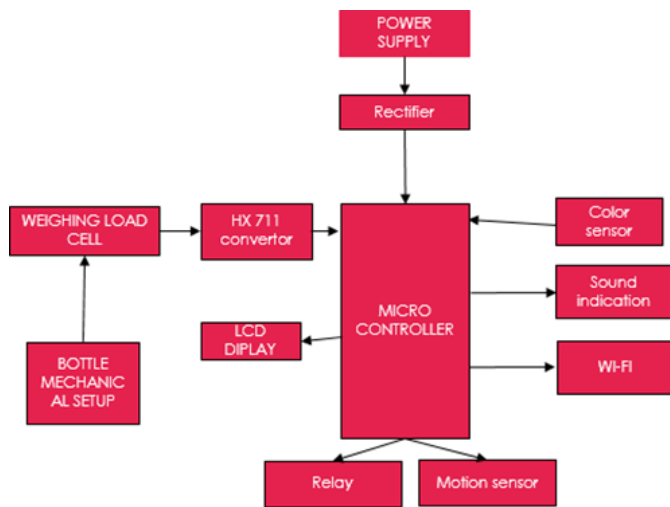 POWER
SUPPLY
Rectifier
WEIGHING LOAD
CELL
HX 711
convertor
Color
sensor
MICRO
CONTROLLER
Sound
indication
LCD
DIPLAY
WI-FI
BOTTLE
MECHANIC
AL SETUP
Relay
Motion sensor